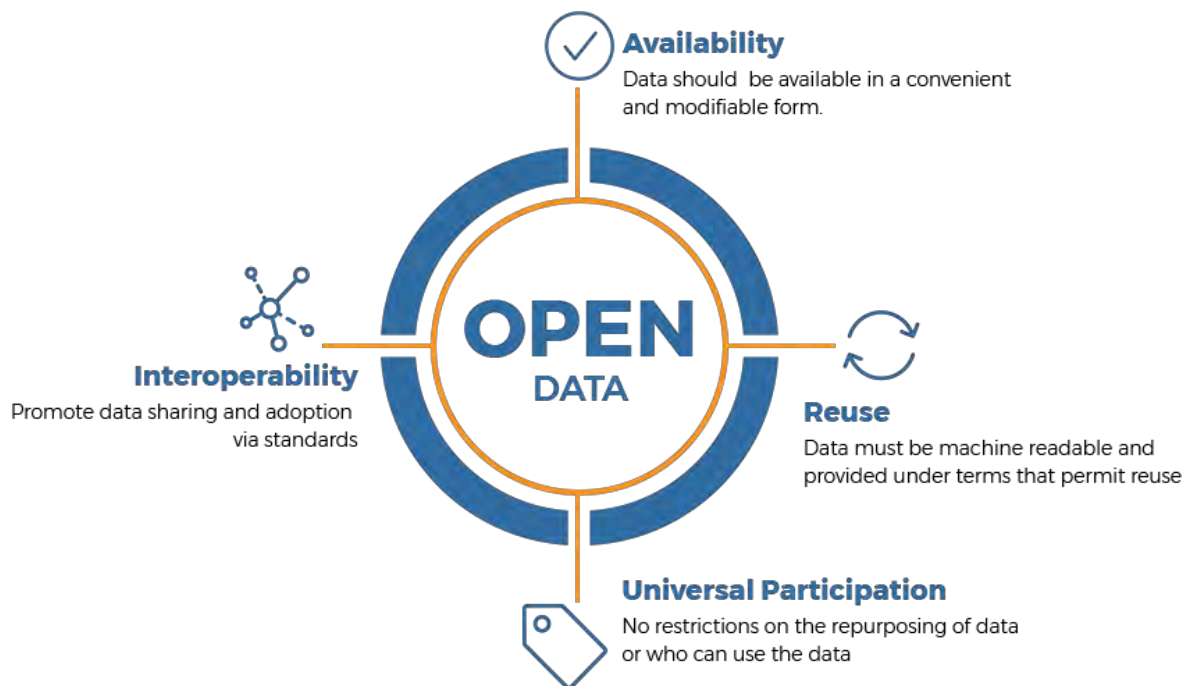 Availability
Data should be available in a convenient
and modifiable form.
OPEN
DATA
Interoperability
Promote data sharing and adoption
via standards
Reuse
Data must be machine readable and
provided under terms that permit reuse
Universal Participation
No restrictions on the repurposing of data
or who can use the data